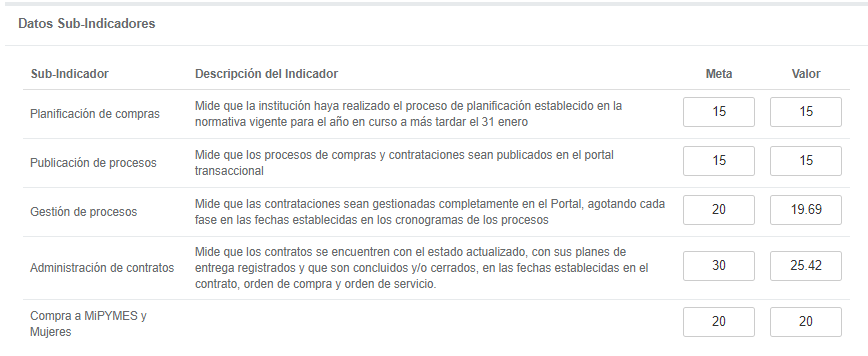 Datos Sub-Indicadores
Sub-Indicador Descripción del Indicador Meta Valor
Planificación de compras
Mide que la institución haya realizado el proceso de planificación establecido en la
normativa vigente para el año en curso a más tardar el 31 enero
15 15
Publicación de procesos
Mide que los procesos de compras y contrataciones sean publicados en el portal
transaccional
15 15
Gestión de procesos
Mide que las contrataciones sean gestionadas completamente en el Portal, agotando cada
fase en las fechas establecidas en los cronogramas de los procesos
20 19.69
Administración de contratos
Mide que los contratos se encuentren con el estado actualizado, con sus planes de
entrega registrados y que son concluidos y/o cerrados, en las fechas establecidas en el
contrato, orden de compra y orden de servicio.
30 25.42
Compra a MiPYMES y
Mujeres
20 20